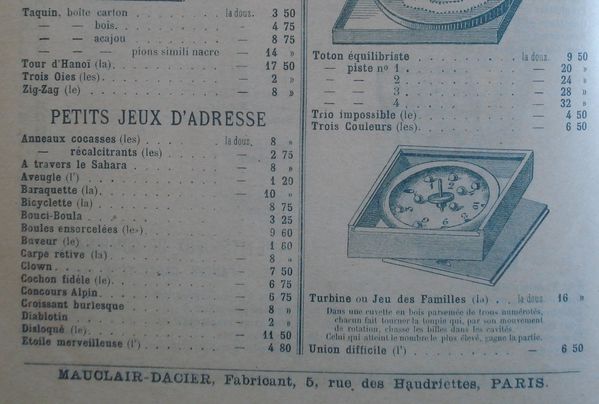 Taquin, boîte carton . . . . . la douz. 3 50
— — bois. . . . . . . . — 4 75
— — acajou . . . . . . — 8 75
— — — pions simili nacre — 14 »
Tour d'Hanoï (la) . . . . . . . — 17 50
Trois Oies (les) . . . . . . . . — 2 »
Zig-Zag (le) . . . . . . . . . — 8 »
PETITS JEUX D'ADRESSE
Anneaux cocasses (les) . . . . la douz. 8 »
— récalcitrants (les) . . . — 2 75
A travers le Sahara . . . . . . — 8 »
Aveugle (l') . . . . . . . . . — 1 20
Baraquette (la) . . . . . . . . — 10 »
Bicyclette (la) . . . . . . . . — 8 75
Bouci-Boula . . . . . . . . . — 3 25
Boules ensorcelées (les) . . . . — 9 60
Buveur (le) . . . . . . . . . — 1 60
Carpe rétive (la) . . . . . . . — 8 »
Clown . . . . . . . . . . . — 7 50
Cochon fidèle (le) . . . . . . . — 6 75
Concours Alpin . . . . . . . . — 6 75
Croissant burlesque . . . . . . — 8 »
Diablotin . . . . . . . . . . — 2 »
Disloqué (le) . . . . . . . . . — 11 50
Etoile merveilleuse (l') . . . . . — 4 80
Toton équilibriste . . . . . la douz. 9 50
— piste nº 1 . . . . . . — 20 »
— — 2 . . . . . . — 24 »
— — 3 . . . . . . — 28 »
— — 4 . . . . . . — 32 »
Trio impossible (le) . . . . . . — 4 50
Trois Couleurs (les) . . . . . . — 6 50
Turbine ou Jeu des Familles (la) . . la douz. 16 »
Dans une cuvette en bois parsemée de trous numérotés,
chacun fait tourner la toupie qui, par son mouvement
de rotation, chasse les billes dans les cavités.
Celui qui atteint le nombre le plus élevé, gagne la partie.
Union difficile (l') . . . . . . — 6 50
MAUCLAIR-DACIER, Fabricant, 5, rue des Haudriettes, PARIS.